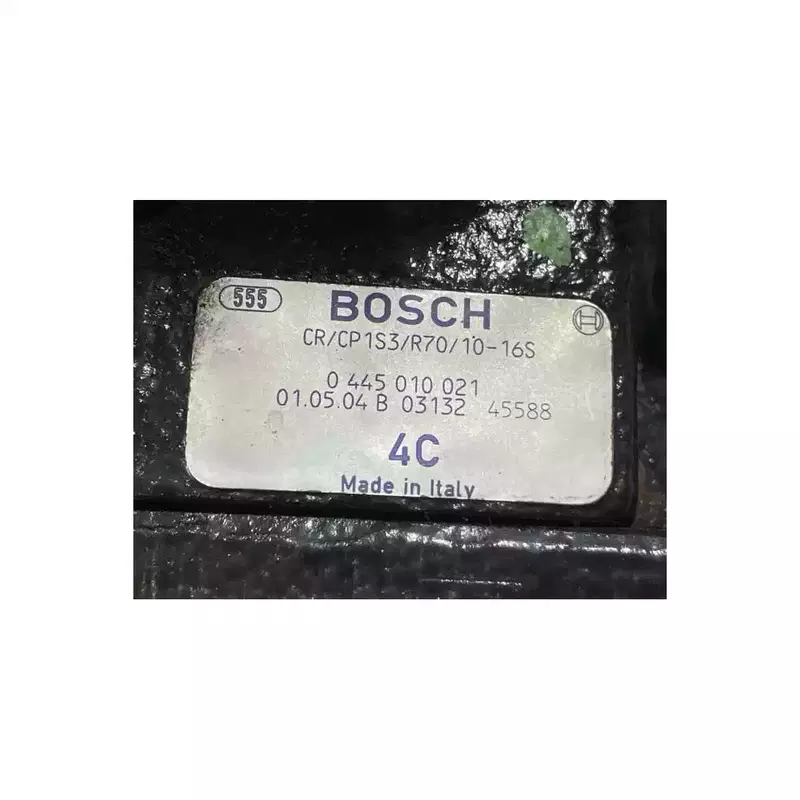 555 BOSCH
CR/CP1S3/R70/10-16S
0 445 010 021
01.05.04 B 03132 45588
4C
Made in Italy